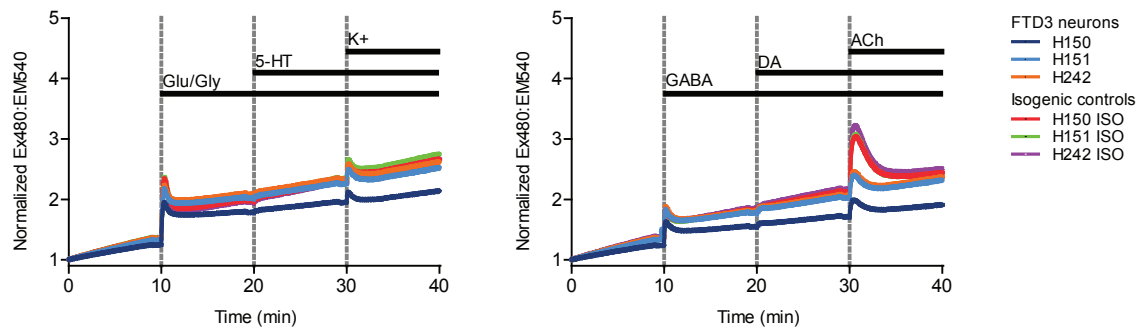 5
4
3
2
1
Normalized Ex480:EM540
K+
5-HT
Glu/Gly
0
10
20
30
40
Time (min)
5
4
3
2
1
Normalized Ex480:EM540
ACh
DA
GABA
0
10
20
30
40
Time (min)
FTD3 neurons
H150
H151
H242
Isogenic controls
H150 ISO
H151 ISO
H242 ISO